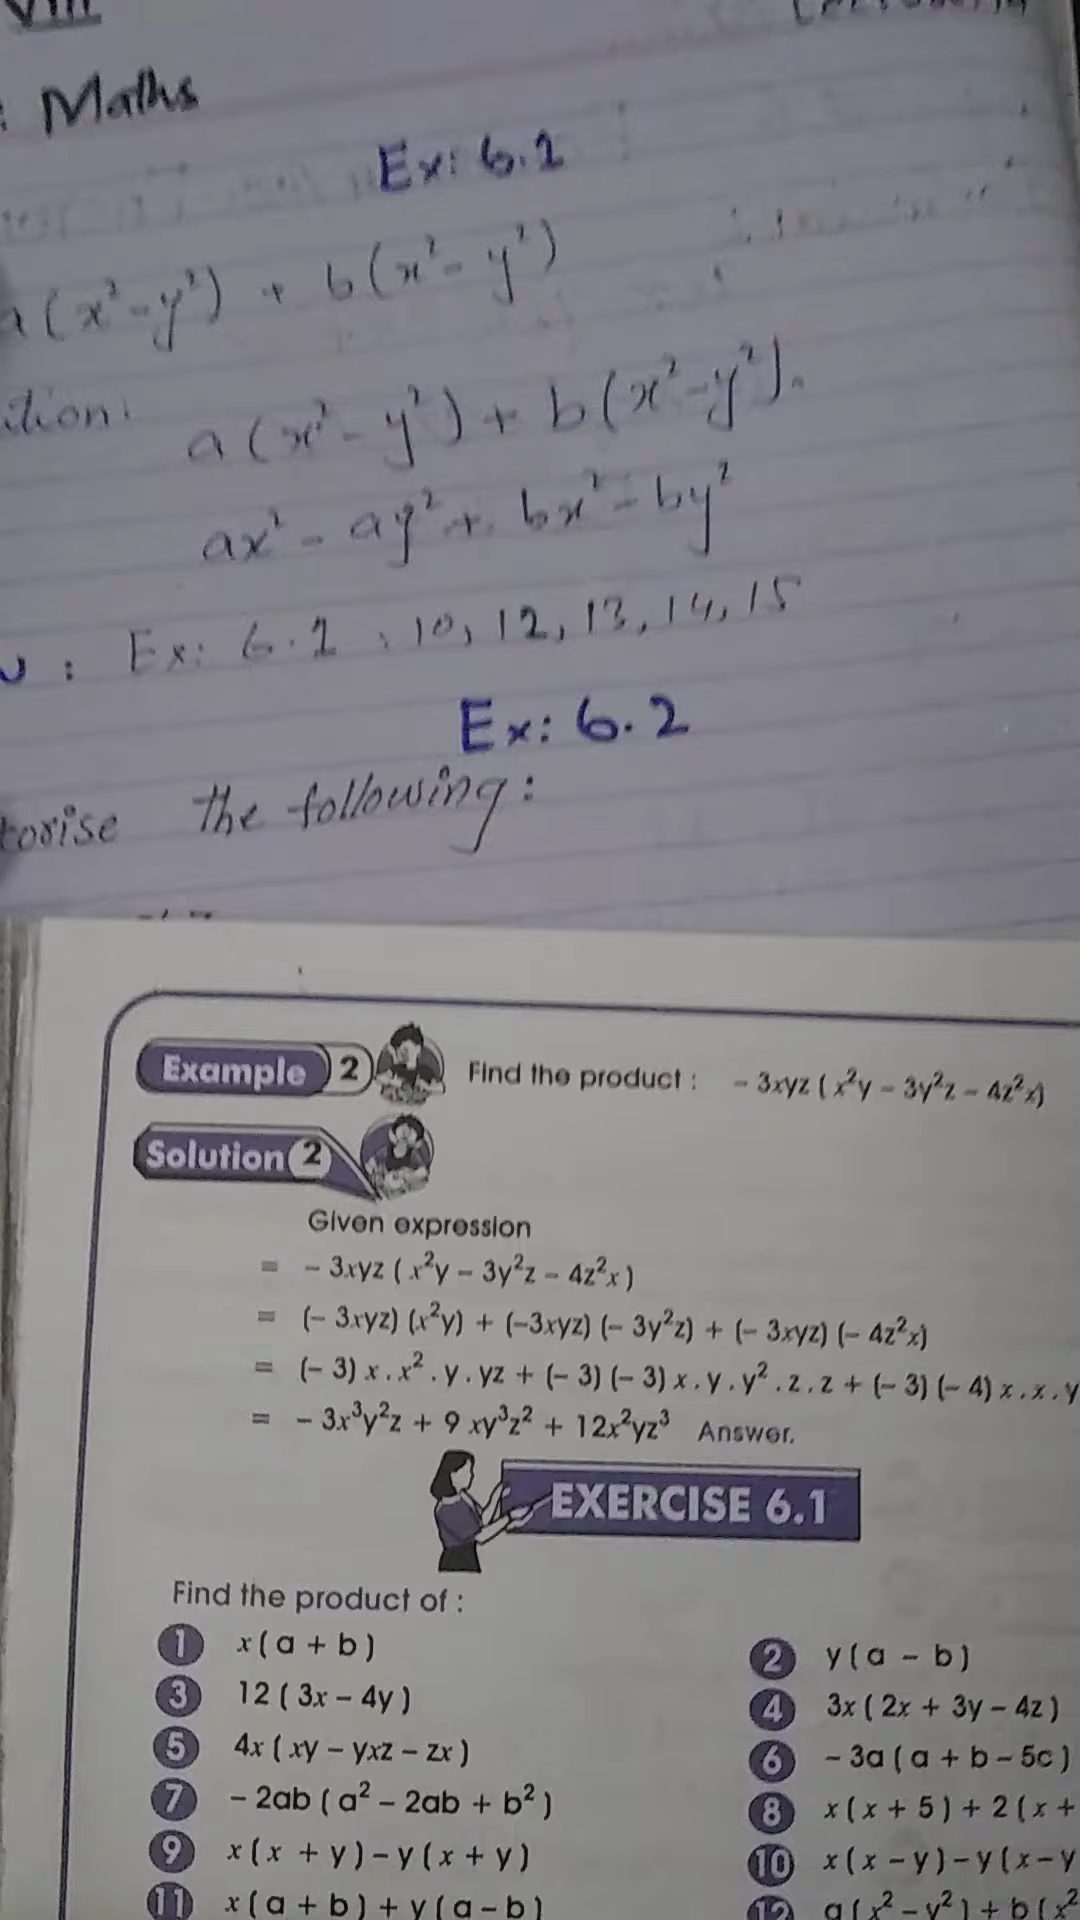 VIII
: Maths
Ex: 6.1
a(x²-y²) + b(x²-y²)
a(x²-y²) + b(x²-y²).
ax² - ay² + bx² - by²
: Ex: 6.1 : 10, 12, 13, 14, 15
Ex: 6.2
the following:
Example 2 Find the product : - 3xyz ( x²y - 3y²z - 4z²x)
Solution 2
Given expression
= - 3xyz ( x²y - 3y²z - 4z²x )
= (- 3xyz) (x²y) + (-3xyz) (- 3y²z) + (- 3xyz) (- 4z²x)
= (- 3) x . x² . y . yz + (- 3) (- 3) x . y . y² . z . z + (- 3) (- 4) x . x . y
= - 3x³y²z + 9 xy³z² + 12x²yz³ Answer.
EXERCISE 6.1
Find the product of :
1 x ( a + b ) 2 y ( a - b )
3 12 ( 3x - 4y ) 4 3x ( 2x + 3y - 4z )
5 4x ( xy - yxz - zx ) 6 - 3a ( a + b - 5c )
7 - 2ab ( a² - 2ab + b² ) 8 x ( x + 5 ) + 2 ( x +
9 x ( x + y ) - y ( x + y ) 10 x ( x - y ) - y ( x - y
11 x ( a + b ) + y ( a - b ) 12 a ( x² - y² ) + b ( x²